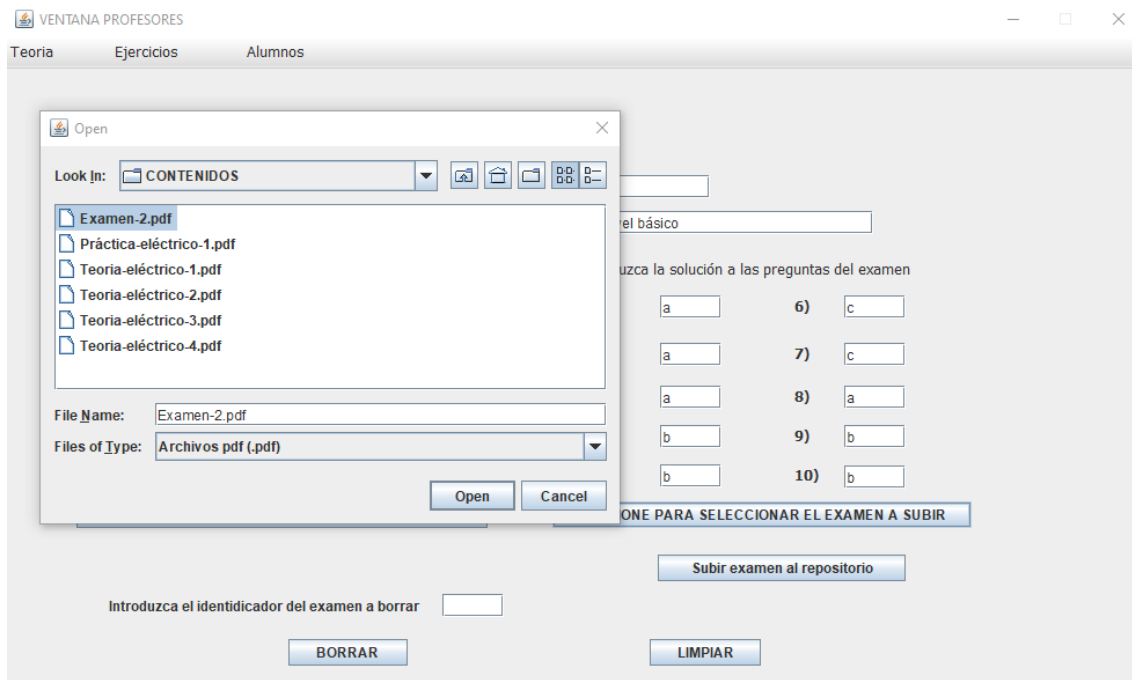 VENTANA PROFESORES
Teoria Ejercicios Alumnos
Open
Look In: CONTENIDOS
Examen-2.pdf
Práctica-eléctrico-1.pdf
Teoria-eléctrico-1.pdf
Teoria-eléctrico-2.pdf
Teoria-eléctrico-3.pdf
Teoria-eléctrico-4.pdf
File Name: Examen-2.pdf
Files of Type: Archivos pdf (.pdf)
Open Cancel
el básico
uzca la solución a las preguntas del examen
a 6) c
a 7) c
a 8) a
b 9) b
b 10) b
ONE PARA SELECCIONAR EL EXAMEN A SUBIR
Subir examen al repositorio
Introduzca el identidicador del examen a borrar
BORRAR LIMPIAR